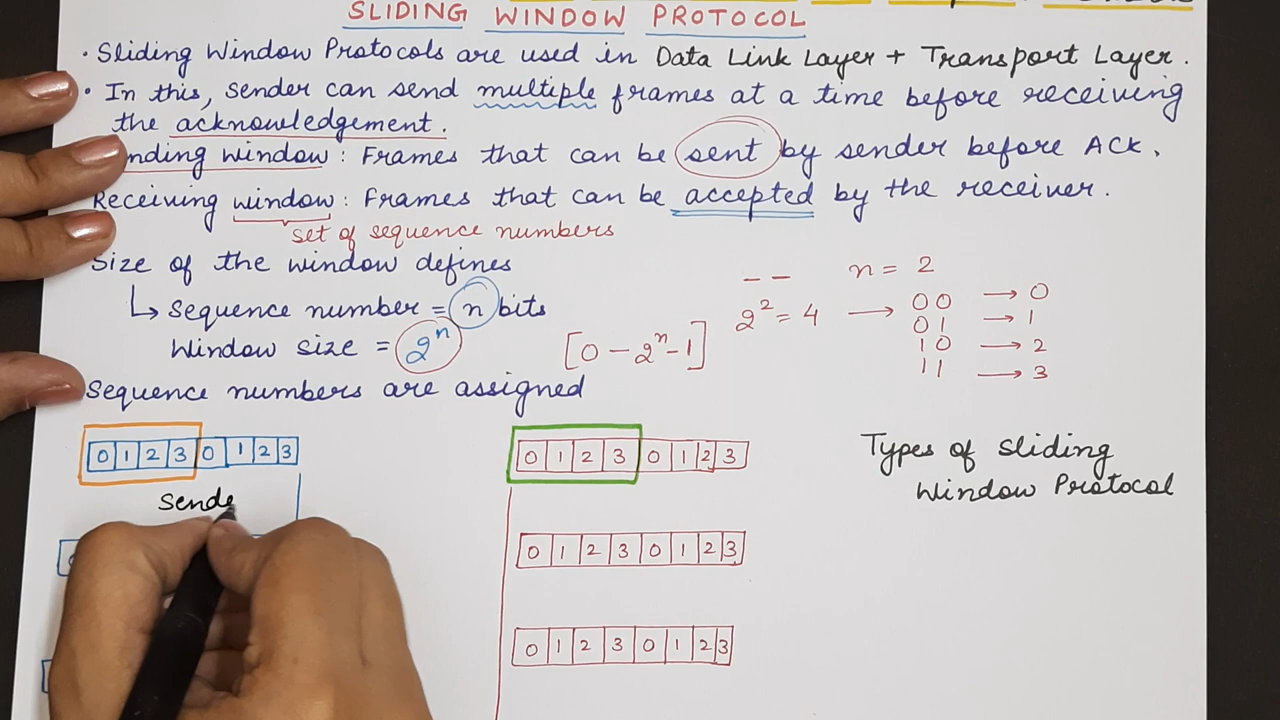 SLIDING WINDOW PROTOCOL
• Sliding Window Protocols are used in Data Link Layer + Transport Layer.
• In this, sender can send multiple frames at a time before receiving
the acknowledgement.
nding window: Frames that can be sent by sender before ACK.
Receiving window: Frames that can be accepted by the receiver.
set of sequence numbers
Size of the window defines
↳ Sequence number = n bits
Window size = 2^n
[0 - 2^n - 1]
_ _ n = 2
2^2 = 4 → 00 → 0
01 → 1
10 → 2
11 → 3
Sequence numbers are assigned
0 1 2 3 0 1 2 3
Sende
0 1 2 3 0 1 2 3
0 1 2 3 0 1 2 3
0 1 2 3 0 1 2 3
Types of Sliding
Window Protocol